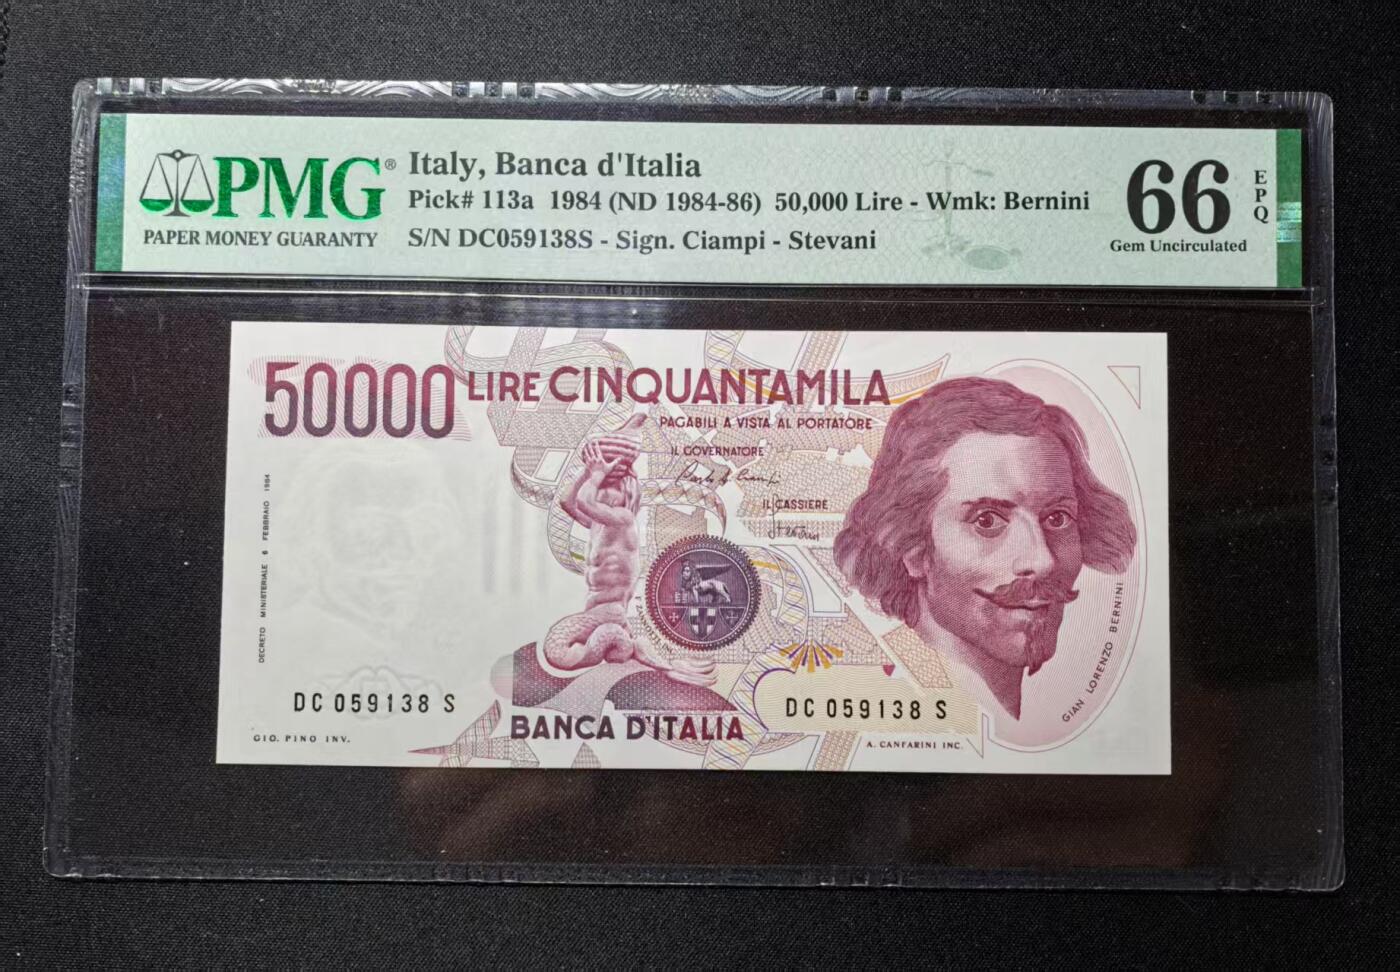 PMG®
PAPER MONEY GUARANTY
Italy, Banca d'Italia
Pick# 113a 1984 (ND 1984-86) 50,000 Lire - Wmk: Bernini
S/N DC059138S - Sign. Ciampi - Stevani
66
EPQ
Gem Uncirculated
50000 LIRE CINQUANTAMILA
PAGABILI A VISTA AL PORTATORE
IL GOVERNATORE
IL CASSIERE
DECRETO MINISTERIALE 6 FEBBRAIO 1984
GIAN LORENZO BERNINI
DC 059138 S
DC 059138 S
BANCA D'ITALIA
GIO. PINO INV.
A. CANFARINI INC.